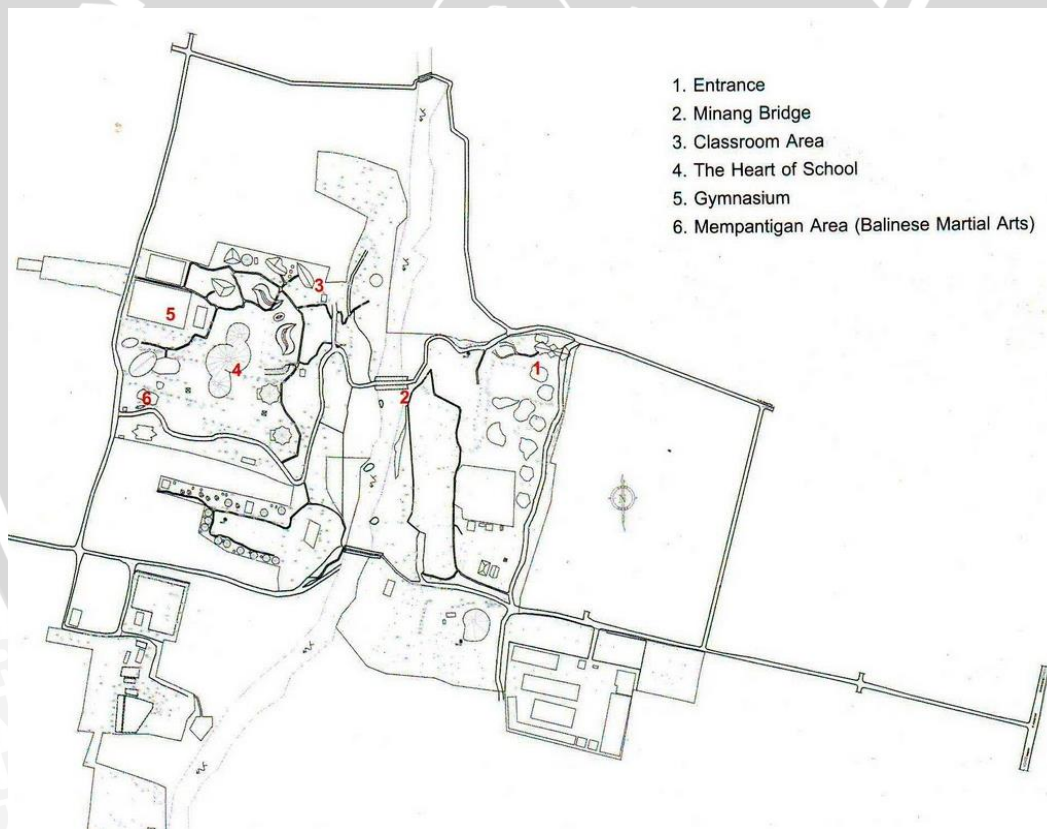 1. Entrance
2. Minang Bridge
3. Classroom Area
4. The Heart of School
5. Gymnasium
6. Mempantigan Area (Balinese Martial Arts)
3
5
1
4
6
2